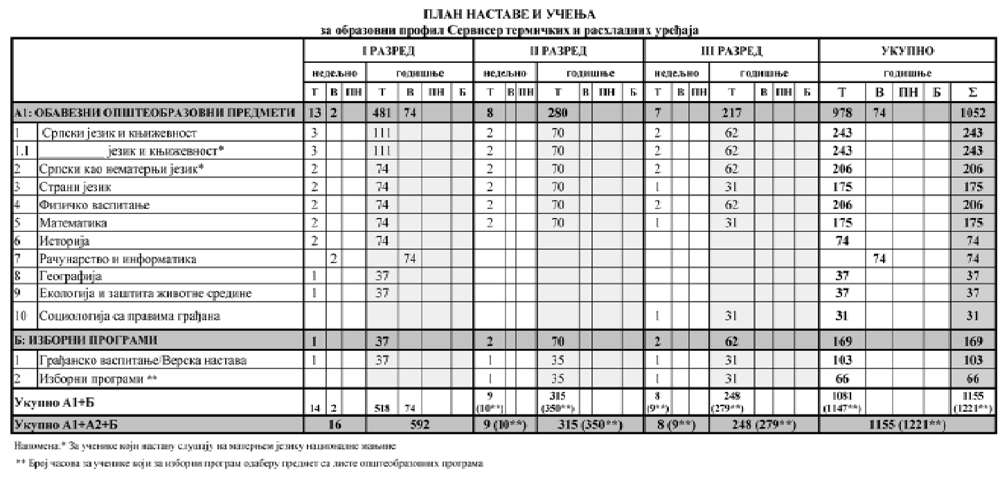 ПЛАН НАСТАВЕ И УЧЕЊА
за образовни профил Сервисер термичких и расхладних уређаја
I РАЗРЕД II РАЗРЕД III РАЗРЕД УКУПНО
недељно годишње недељно годишње недељно годишње годишње
Т В ПН Т В ПН Б Т В ПН Т В ПН Б Т В ПН Т В ПН Б Т В ПН Б Σ
А1: ОБАВЕЗНИ ОПШТЕОБРАЗОВНИ ПРЕДМЕТИ 13 2 481 74 8 280 7 217 978 74 1052
1 Српски језик и књижевност 3 111 2 70 2 62 243 243
1.1 ___________ језик и књижевност* 3 111 2 70 2 62 243 243
2 Српски као нематерњи језик* 2 74 2 70 2 62 206 206
3 Страни језик 2 74 2 70 1 31 175 175
4 Физичко васпитање 2 74 2 70 2 62 206 206
5 Математика 2 74 2 70 1 31 175 175
6 Историја 2 74 74 74
7 Рачунарство и информатика 2 74 74 74
8 Географија 1 37 37 37
9 Екологија и заштита животне средине 1 37 37 37
10 Социологија са правима грађана 1 31 31 31
Б: ИЗБОРНИ ПРОГРАМИ 1 37 2 70 2 62 169 169
1 Грађанско васпитање/Верска настава 1 37 1 35 1 31 103 103
2 Изборни програми ** 1 35 1 31 66 66
Укупно А1+Б 14 2 518 74 9 (10**) 315 (350**) 8 (9**) 248 (279**) 1081 (1147**) 1155 (1221**)
Укупно А1+А2+Б 16 592 9 (10**) 315 (350**) 8 (9**) 248 (279**) 1155 (1221**)
Напомена:* За ученике који наставу слушају на матерњем језику националне мањине
** Број часова за ученике који за изборни програм одаберу предмет са листе општеобразовних програма